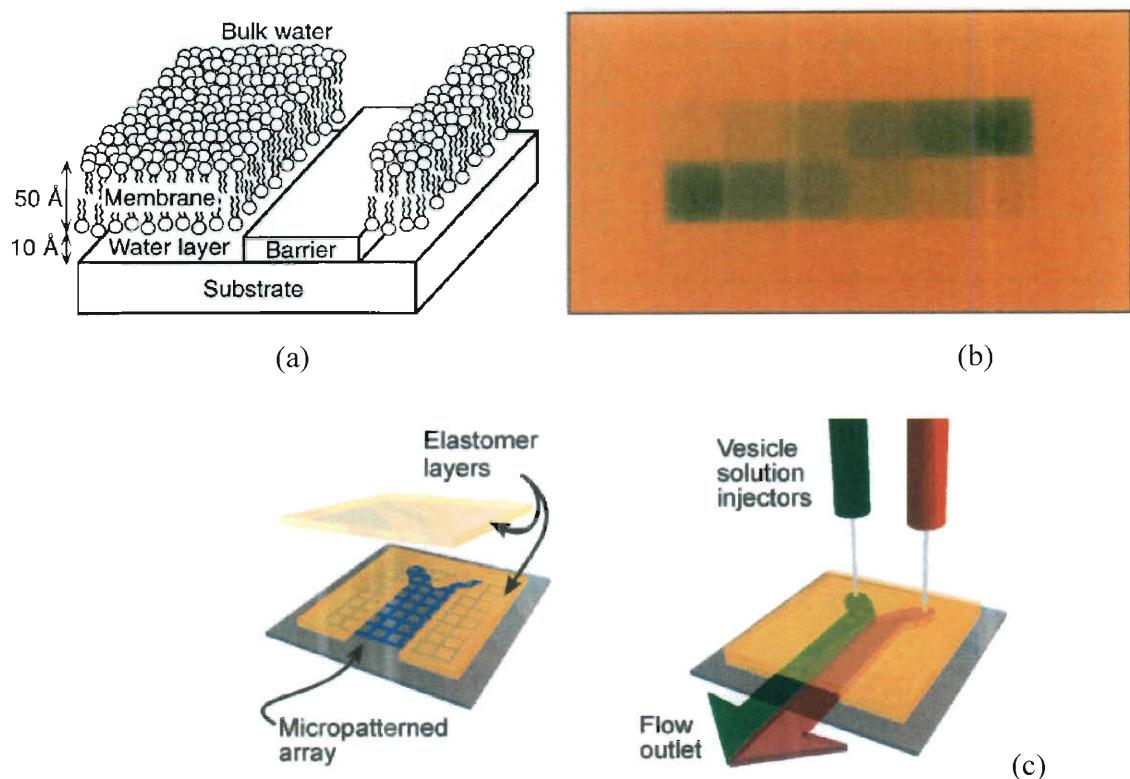 Bulk water
50 Å
Membrane
10 Å
Water layer
Barrier
Substrate
(a)
(b)
Elastomer
layers
Micropatterned
array
Vesicle
solution
injectors
Flow
outlet
(c)